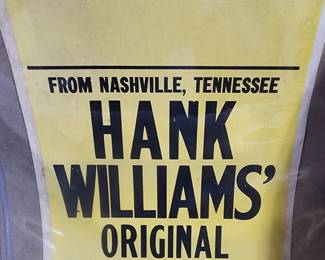 FROM NASHVILLE, TENNESSEE
HANK
WILLIAMS'
ORIGINAL